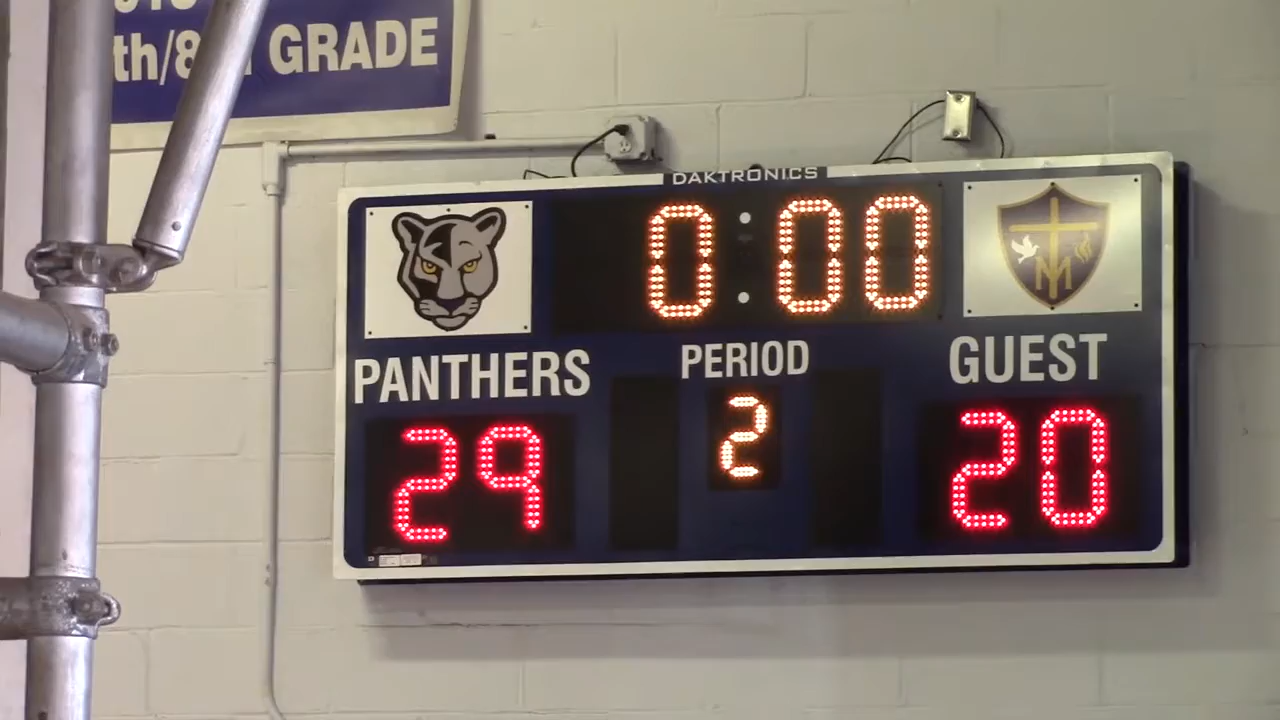 th/8 GRADE
DAKTRONICS
0:00
PANTHERS
PERIOD
GUEST
29
2
20